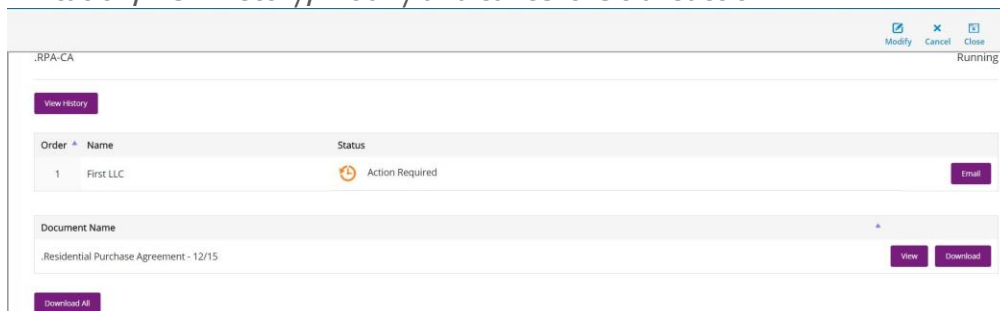 Modify Cancel Close
.RPA-CA Running
View History
Order Name Status
1 First LLC Action Required Email
Document Name
.Residential Purchase Agreement - 12/15 View Download
Download All